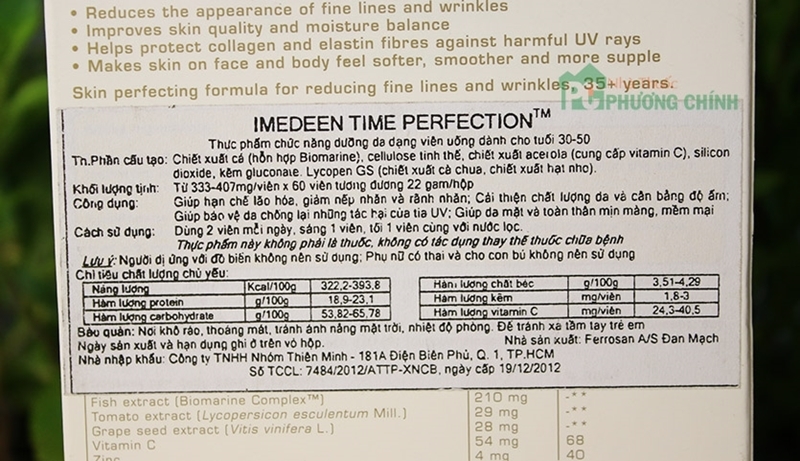 • Reduces the appearance of fine lines and wrinkles
• Improves skin quality and moisture balance
• Helps protect collagen and elastin fibres against harmful UV rays
• Makes skin on face and body feel softer, smoother and more supple
Skin perfecting formula for reducing fine lines and wrinkles, 35+ years.
Nhà Thuốc
PHƯƠNG CHÍNH
IMEDEEN TIME PERFECTION™
Thực phẩm chức năng dưỡng da dạng viên uống dành cho tuổi 30-50
Th.Phần cấu tạo: Chiết xuất cá (hỗn hợp Biomarine), cellulose tinh thể, chiết xuất acerola (cung cấp vitamin C), silicon
dioxide, kẽm gluconate. Lycopen GS (chiết xuất cà chua, chiết xuất hạt nho).
Khối lượng tịnh: Từ 333-407mg/viên x 60 viên tương đương 22 gam/hộp
Công dụng: Giúp hạn chế lão hóa, giảm nếp nhăn và rãnh nhăn; Cải thiện chất lượng da và cân bằng độ ẩm;
Giúp bảo vệ da chống lại những tác hại của tia UV; Giúp da mặt và toàn thân mịn màng, mềm mại
Cách sử dụng: Dùng 2 viên mỗi ngày, sáng 1 viên, tối 1 viên cùng với nước lọc.
Thực phẩm này không phải là thuốc, không có tác dụng thay thế thuốc chữa bệnh
Lưu ý: Người dị ứng với đồ biển không nên sử dụng; Phụ nữ có thai và cho con bú không nên sử dụng
Chỉ tiêu chất lượng chủ yếu:
Năng lượng Kcal/100g 322,2-393,8 Hàm lượng chất béo g/100g 3,51-4,29
Hàm lượng protein g/100g 18,9-23,1 Hàm lượng kẽm mg/viên 1,8-3
Hàm lượng carbohydrate g/100g 53,82-65,78 Hàm lượng vitamin C mg/viên 24,3-40,5
Bảo quản: Nơi khô ráo, thoáng mát, tránh ánh nắng mặt trời, nhiệt độ phòng. Để tránh xa tầm tay trẻ em
Ngày sản xuất và hạn dụng ghi ở trên vỏ hộp. Nhà sản xuất: Ferrosan A/S Đan Mạch
Nhà nhập khẩu: Công ty TNHH Nhóm Thiên Minh - 181A Điện Biên Phủ, Q. 1, TP.HCM
Số TCCL: 7484/2012/ATTP-XNCB, ngày cấp 19/12/2012
Fish extract (Biomarine Complex™) 210 mg -**
Tomato extract (Lycopersicon esculentum Mill.) 29 mg -**
Grape seed extract (Vitis vinifera L.) 28 mg -**
Vitamin C 54 mg 68
Zinc 4 mg 40